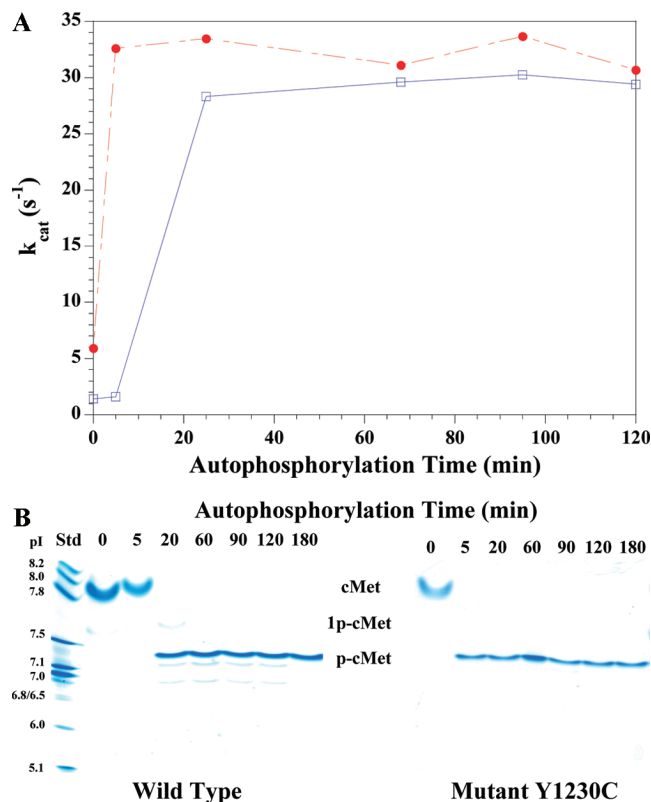 A
35
30
25
20
15
10
5
0
k cat (s-1)
0 20 40 60 80 100 120
Autophosphorylation Time (min)
Autophosphorylation Time (min)
B
pI Std 0 5 20 60 90 120 180
0 5 20 60 90 120 180
8.2
8.0
7.8
7.5
7.1
7.0
6.8/6.5
6.0
5.1
cMet
1p-cMet
p-cMet
Wild Type
Mutant Y1230C